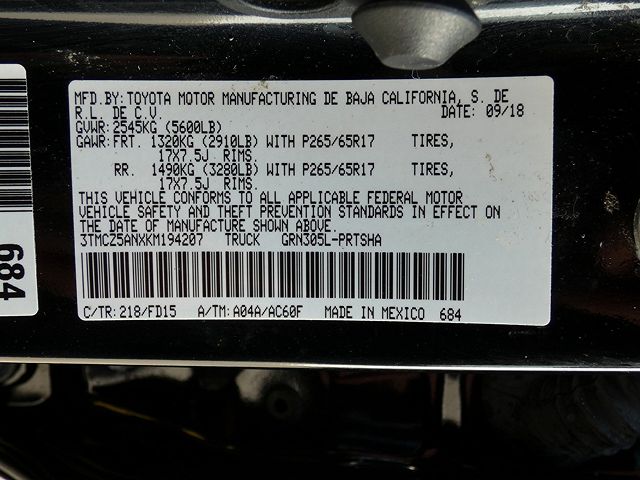 MFD.BY:TOYOTA MOTOR MANUFACTURING DE BAJA CALIFORNIA, S. DE
R.L. DE C.V. DATE: 09/18
GVWR:2545KG (5600LB)
GAWR:FRT. 1320KG (2910LB) WITH P265/65R17 TIRES,
17X7.5J RIMS.
RR. 1490KG (3280LB) WITH P265/65R17 TIRES,
17X7.5J RIMS.
THIS VEHICLE CONFORMS TO ALL APPLICABLE FEDERAL MOTOR
VEHICLE SAFETY AND THEFT PREVENTION STANDARDS IN EFFECT ON
THE DATE OF MANUFACTURE SHOWN ABOVE.
3TMCZ5ANXKM194207 TRUCK GRN305L-PRTSHA
C/TR:218/FD15 A/TM:A04A/AC60F MADE IN MEXICO 684
684